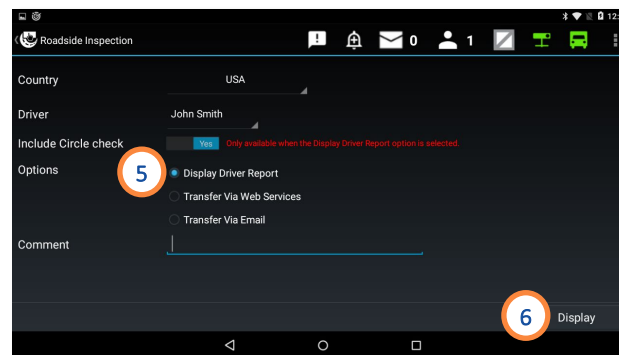 12:
Roadside Inspection 0 1
Country USA
Driver John Smith
Include Circle check Yes Only available when the Display Driver Report option is selected.
Options 5 Display Driver Report
Transfer Via Web Services
Transfer Via Email
Comment
6 Display